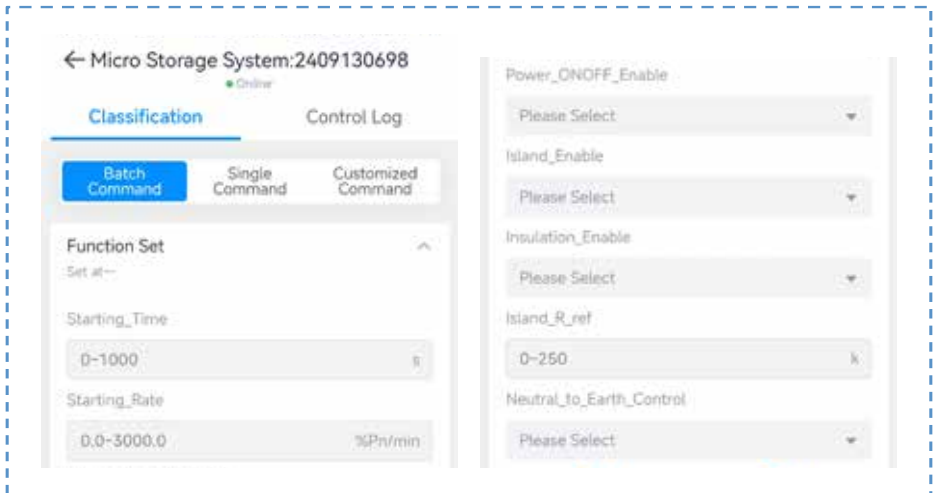 ← Micro Storage System:2409130698
Online
Classification
Control Log
Batch Command
Single Command
Customized Command
Function Set
Set at--
Starting_Time
0-1000 s
Starting_Rate
0.0-3000.0 %Pn/min
Power_ONOFF_Enable
Please Select
Island_Enable
Please Select
Insulation_Enable
Please Select
Island_R_ref
0-250 k
Neutral_to_Earth_Control
Please Select